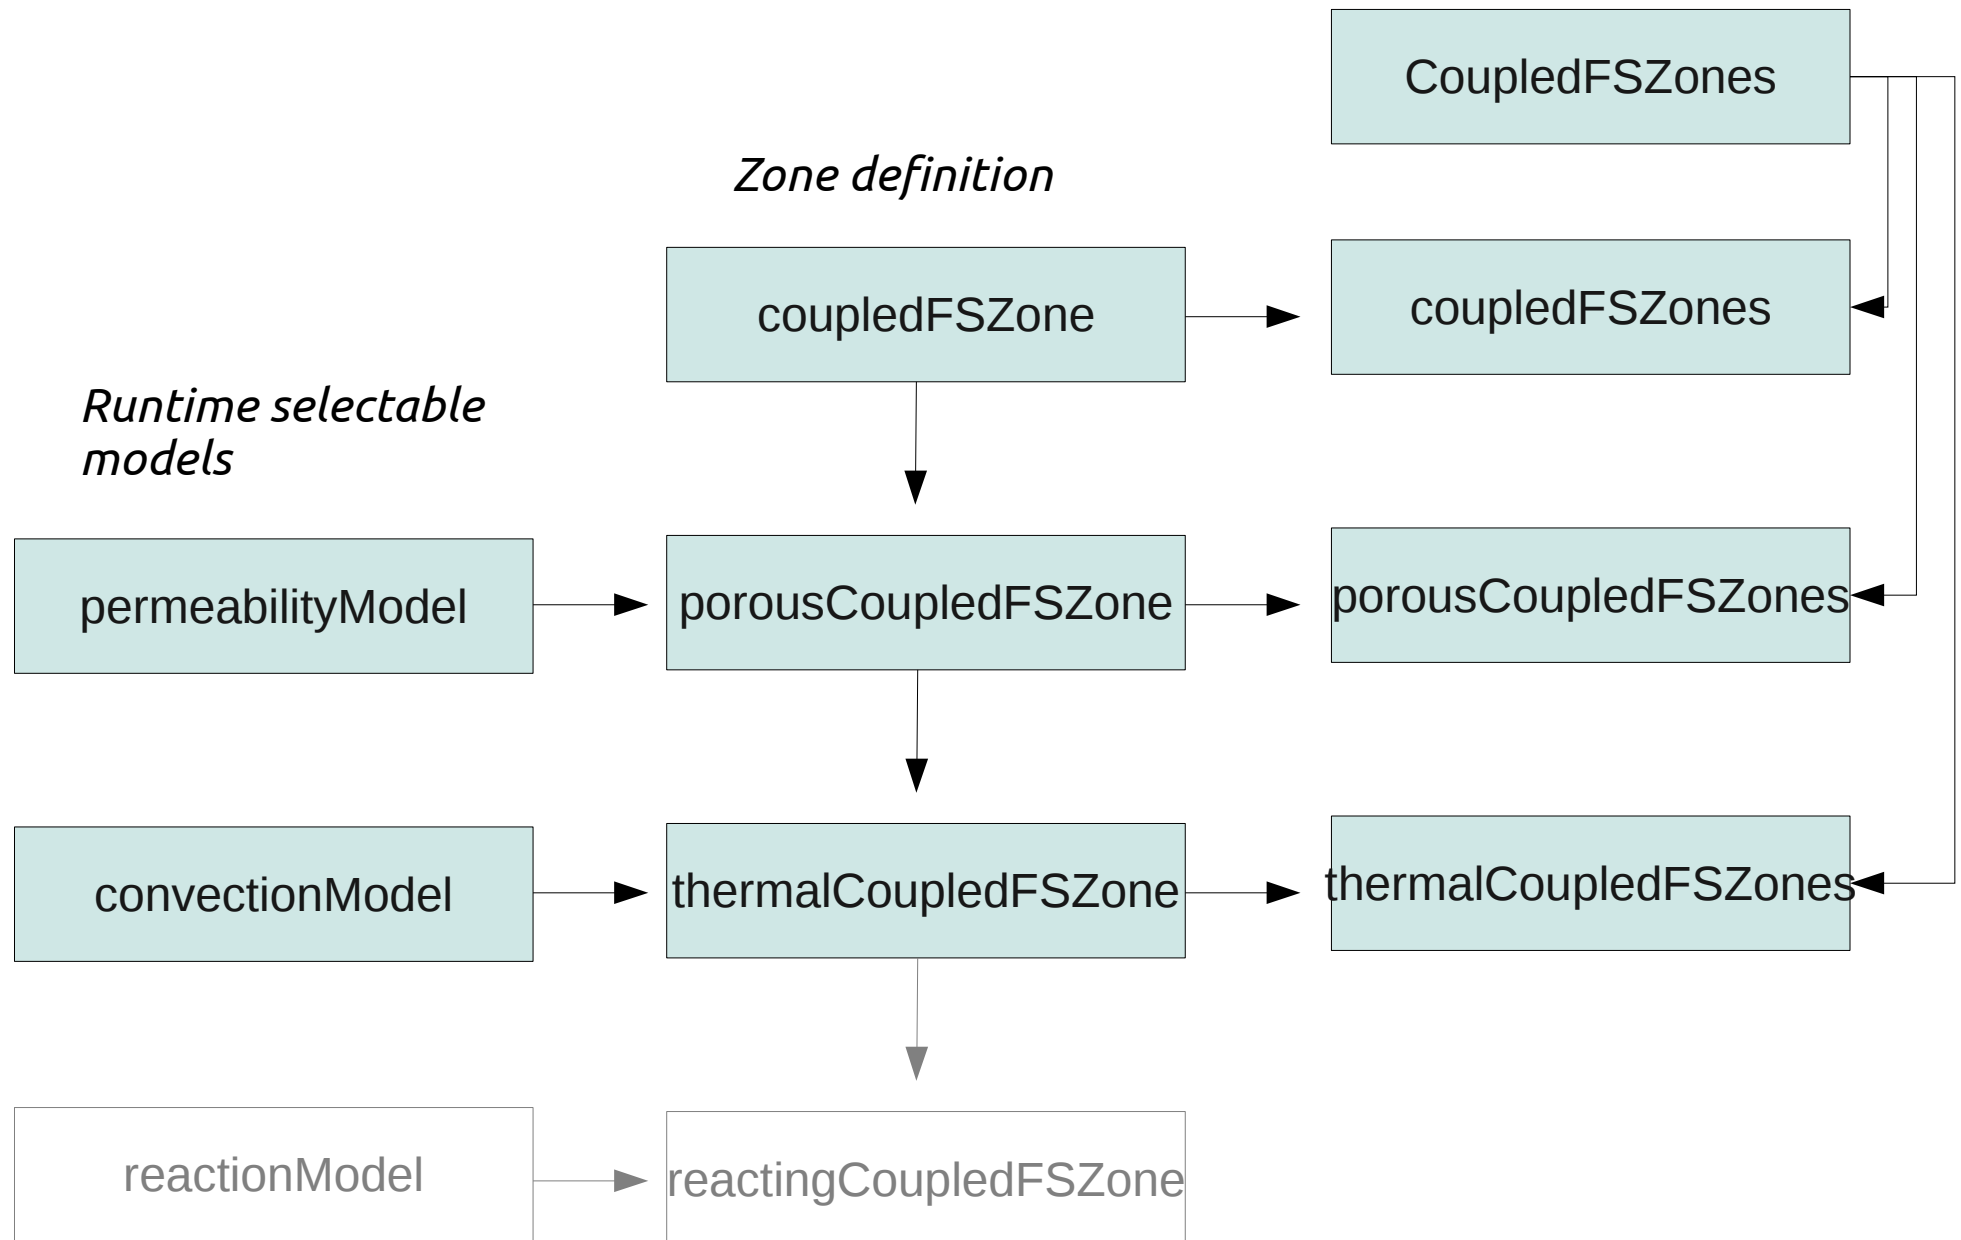 CoupledFSZones
Zone definition
coupledFSZone
coupledFSZones
Runtime selectable
models
permeabilityModel
porousCoupledFSZone
porousCoupledFSZones
convectionModel
thermalCoupledFSZone
thermalCoupledFSZones
reactionModel
reactingCoupledFSZone